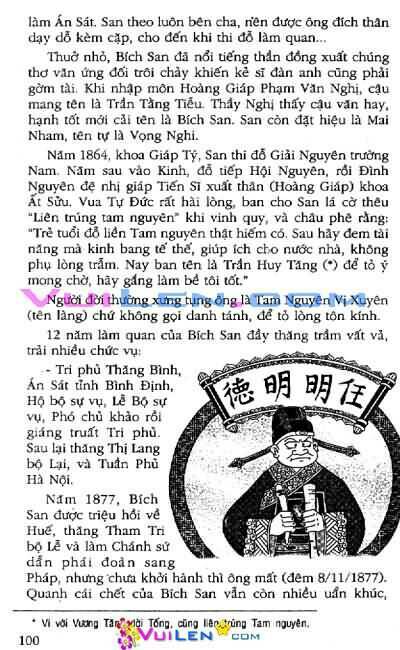 làm Án Sát. San theo luôn bên cha, nên được ông đích thân
dạy dỗ kèm cặp, cho đến khi thi đỗ làm quan...
Thuở nhỏ, Bích San đã nổi tiếng thần đồng xuất chúng
thơ văn ứng đối trôi chảy khiến kẻ sĩ đàn anh cũng phải
gờm tài. Khi nhập môn Hoàng Giáp Phạm Văn Nghị, cậu
mang tên là Trần Tằng Tiễu. Thầy Nghị thấy cậu văn hay,
hạnh tốt mới cải tên là Bích San. San còn đặt hiệu là Mai
Nham, tên tự là Vọng Nghi.
Năm 1864, khoa Giáp Tý, San thi đỗ Giải Nguyên trường
Nam. Năm sau vào Kinh, đỗ tiếp Hội Nguyên, rồi Đình
Nguyên đệ nhị giáp Tiến Sĩ xuất thân (Hoàng Giáp) khoa
Ất Sửu. Vua Tự Đức rất hài lòng, ban cho San lá cờ thêu
"Liên trúng tam nguyên" khi vinh quy, và châu phê rằng:
"Trẻ tuổi đỗ liền Tam nguyên thật hiếm có. Sau hãy đem tài
năng mà kinh bang tế thế, giúp ích cho nước nhà, không
phụ lòng trẫm. Nay ban tên là Trần Huy Tăng (*) để tỏ ý
mong chờ, hãy gắng làm bề tôi tốt."
VUILEN.COM
Người đời thường xưng tụng ông là Tam Nguyên Vị Xuyên
(tên làng) chứ không gọi danh tánh, để tỏ lòng tôn kính.
12 năm làm quan của Bích San đầy thăng trầm vất vả,
trải nhiều chức vụ:
- Tri phủ Thăng Bình,
Án Sát tỉnh Bình Định,
Hộ bộ sự vụ, Lễ Bộ sự
vụ, Phó chủ khảo rồi
giáng truất Tri phủ.
Sau lại thăng Thị Lang
bộ Lại, và Tuần Phủ
Hà Nội.
德明明任
Năm 1877, Bích
San được triệu hồi về
Huế, thăng Tham Tri
bộ Lễ và làm Chánh sứ
dẫn phái đoàn sang
Pháp, nhưng chưa khởi hành thì ông mất (đêm 8/11/1877).
Quanh cái chết của Bích San vẫn còn nhiều uẩn khúc,
* Ví với Vương Tăng đời Tống, cũng liên trúng Tam nguyên.
100
VUILEN.COM